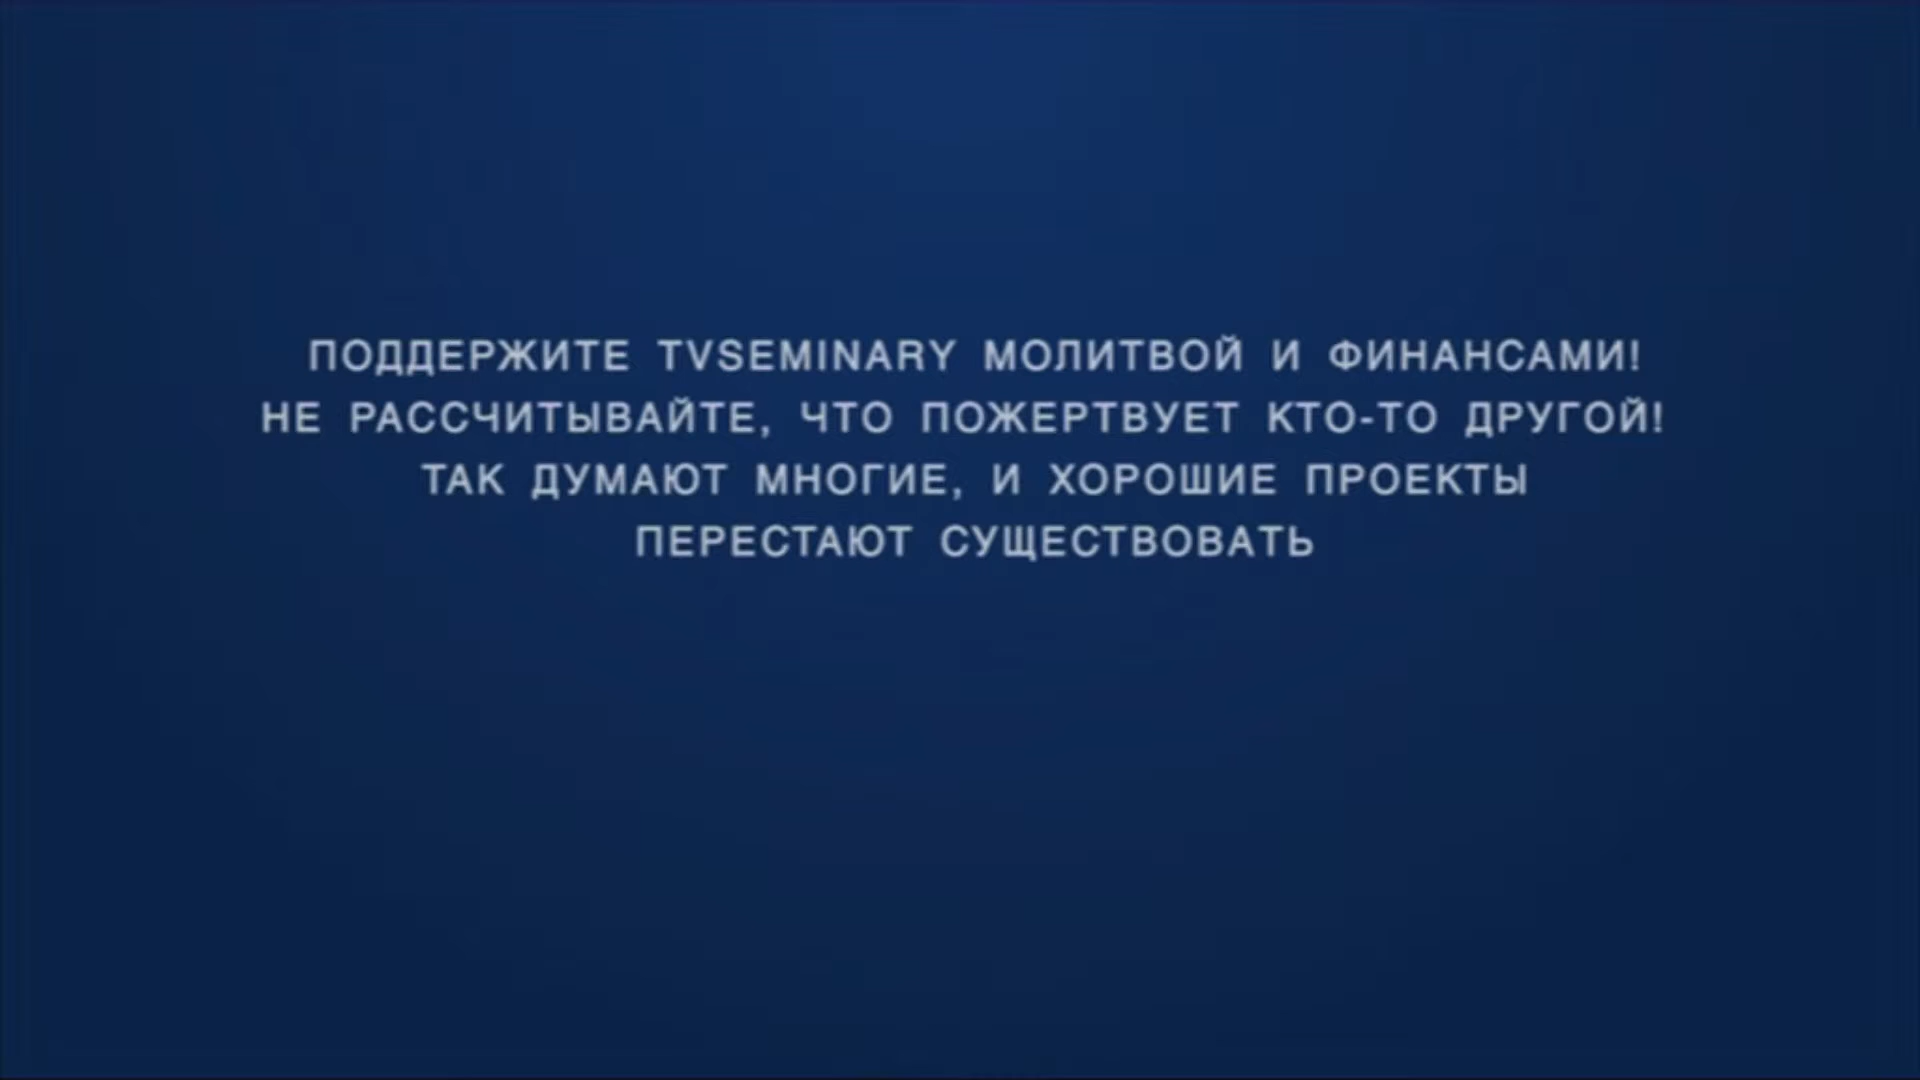 ПОДДЕРЖИТЕ TVSEMINARY МОЛИТВОЙ И ФИНАНСАМИ!
НЕ РАССЧИТЫВАЙТЕ, ЧТО ПОЖЕРТВУЕТ КТО-ТО ДРУГОЙ!
ТАК ДУМАЮТ МНОГИЕ, И ХОРОШИЕ ПРОЕКТЫ
ПЕРЕСТАЮТ СУЩЕСТВОВАТЬ